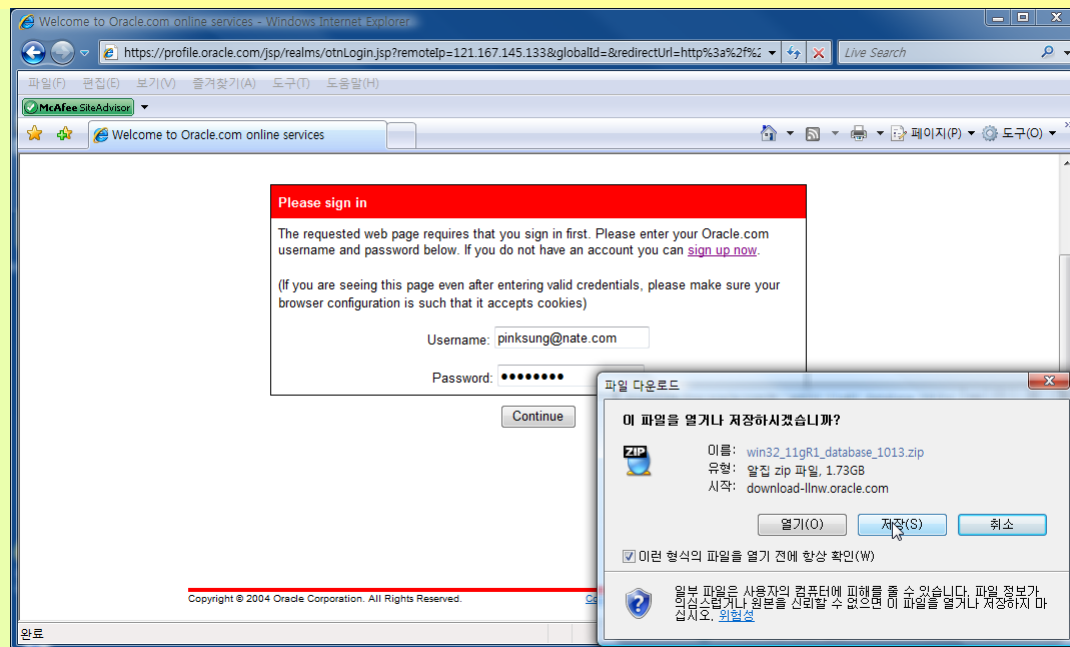 Welcome to Oracle.com online services - Windows Internet Explorer
https://profile.oracle.com/jsp/realms/otnLogin.jsp?remoteIp=121.167.145.133&globalId=&redirectUrl=http%3a%2f%2
Live Search
파일(F) 편집(E) 보기(V) 즐겨찾기(A) 도구(T) 도움말(H)
McAfee SiteAdvisor
Welcome to Oracle.com online services
페이지(P) 도구(O)
Please sign in
The requested web page requires that you sign in first. Please enter your Oracle.com
username and password below. If you do not have an account you can sign up now.
(If you are seeing this page even after entering valid credentials, please make sure your
browser configuration is such that it accepts cookies)
Username: pinksung@nate.com
Password: ●●●●●●●●
Continue
파일 다운로드
이 파일을 열거나 저장하시겠습니까?
ZIP
이름: win32_11gR1_database_1013.zip
유형: 알집 zip 파일, 1.73GB
시작: download-llnw.oracle.com
열기(O) 저장(S) 취소
이런 형식의 파일을 열기 전에 항상 확인(W)
일부 파일은 사용자의 컴퓨터에 피해를 줄 수 있습니다. 파일 정보가
의심스럽거나 원본을 신뢰할 수 없으면 이 파일을 열거나 저장하지 마
십시오. 위험성
Copyright © 2004 Oracle Corporation. All Rights Reserved.
완료